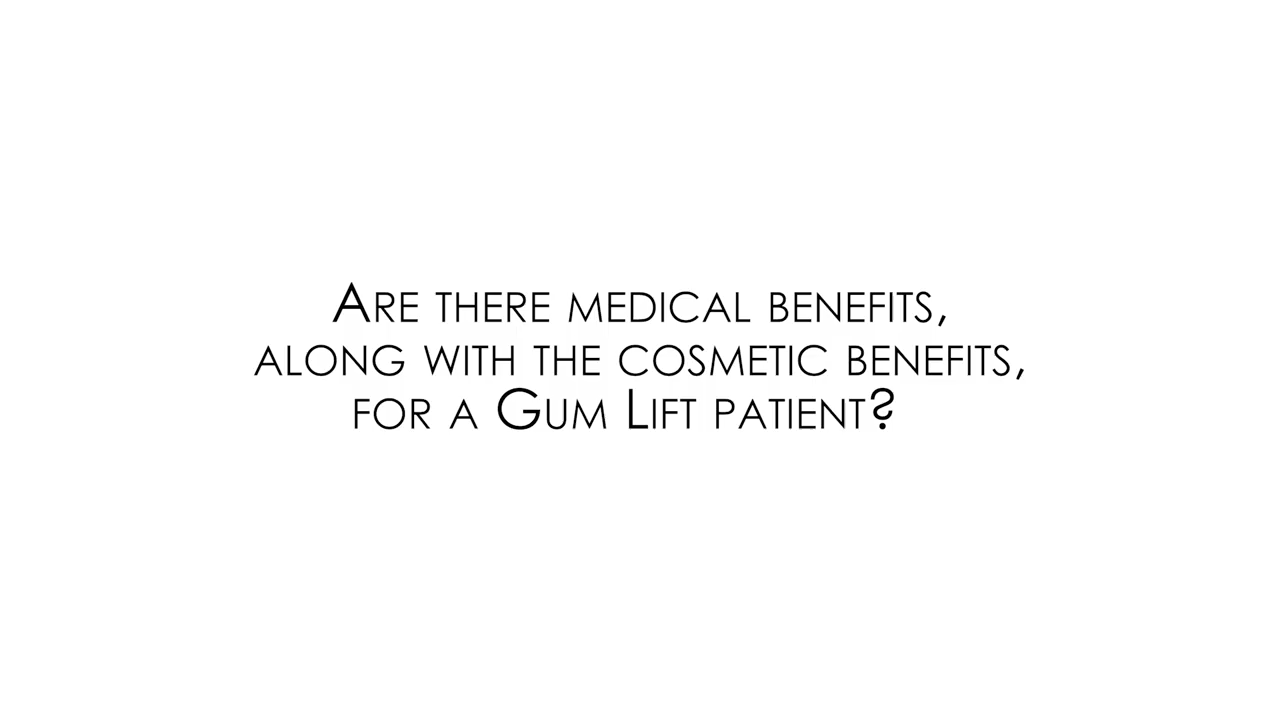 Are there medical benefits,
along with the cosmetic benefits,
for a Gum Lift patient?